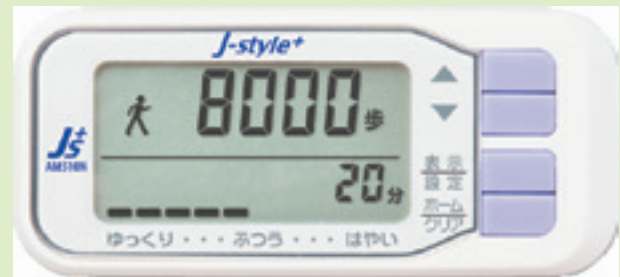 J-style+
8000歩
Js+
AM510N
20分
表示
設定
ホーム
クリア
ゆっくり・・・ふつう・・・はやい